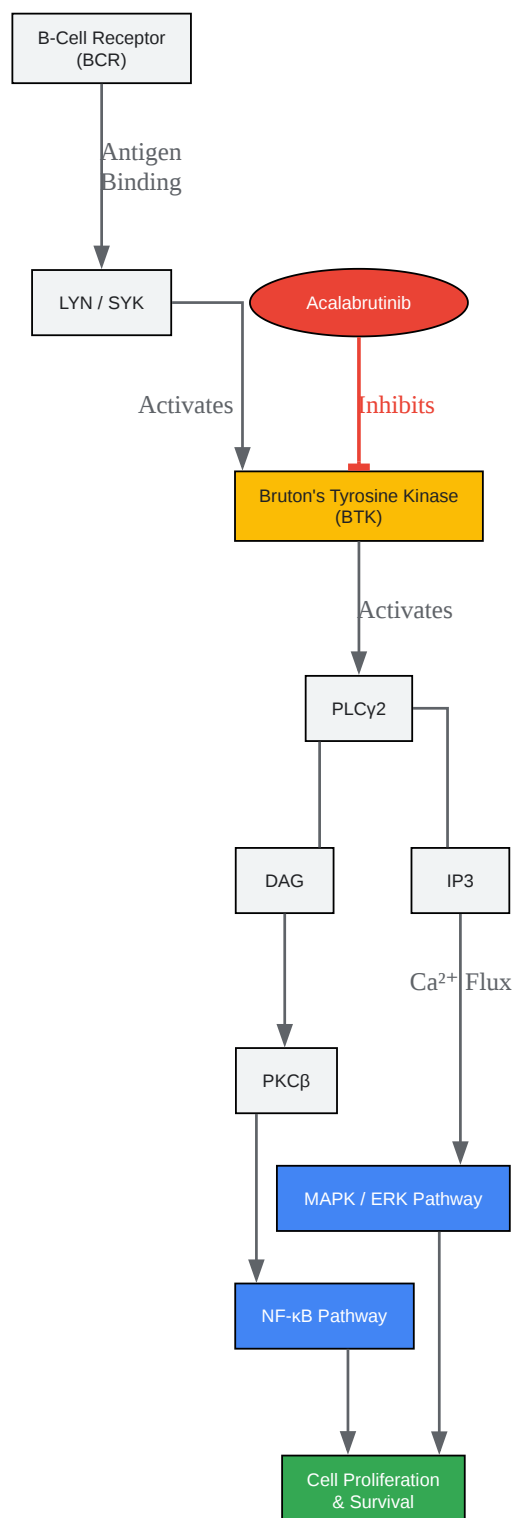 B-Cell Receptor
(BCR)
Antigen
Binding
LYN / SYK
Acalabrutinib
Activates
Inhibits
Bruton's Tyrosine Kinase
(BTK)
Activates
PLCγ2
DAG
IP3
Ca²⁺ Flux
PKCβ
MAPK / ERK Pathway
NF-κB Pathway
Cell Proliferation
& Survival